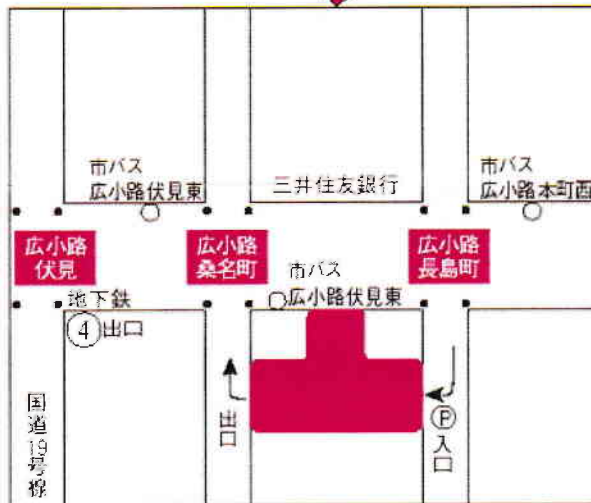 市バス
広小路伏見東
三井住友銀行
市バス
広小路本町西
広小路
伏見
広小路
桑名町
広小路
長島町
市バス
広小路伏見東
地下鉄
④出口
国道19号線
出口
Ⓟ入口